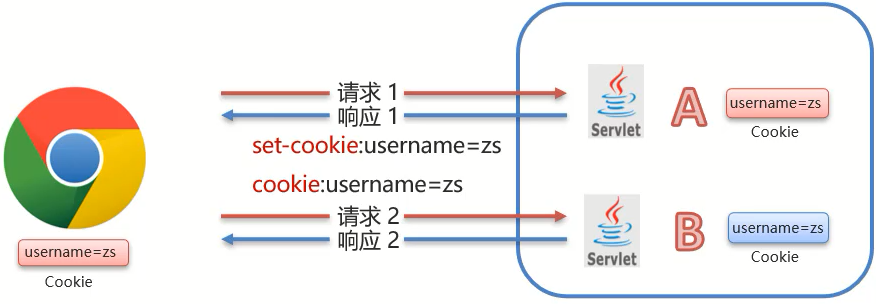 请求 1
响应 1
set-cookie:username=zs
cookie:username=zs
请求 2
响应 2
username=zs
Cookie
Servlet
A
username=zs
Cookie
Servlet
B
username=zs
Cookie